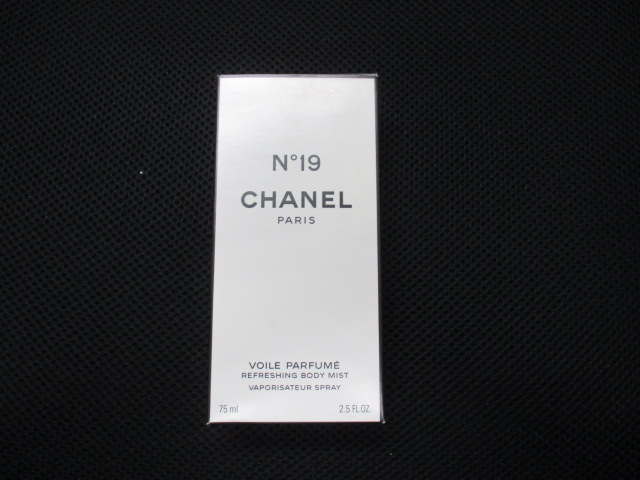 N°19
CHANEL
PARIS
VOILE PARFUMÉ
REFRESHING BODY MIST
VAPORISATEUR SPRAY
75 ml 2.5 FL.OZ.